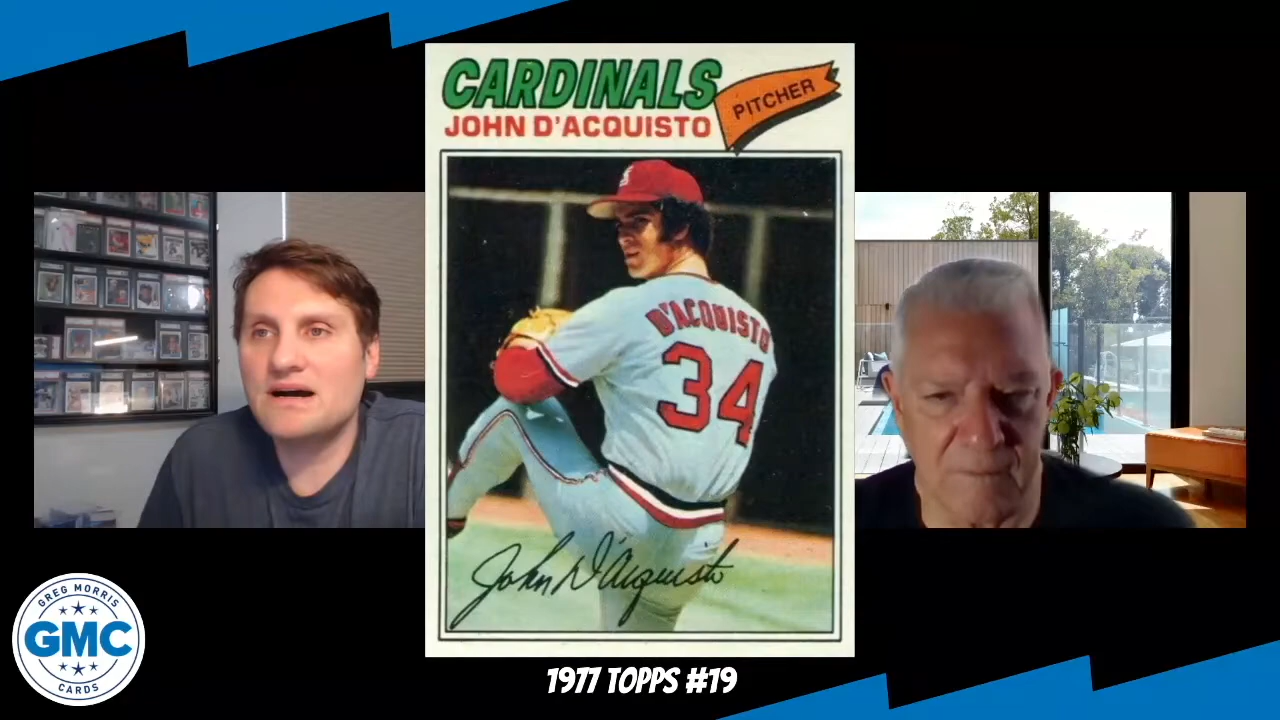 CARDINALS
PITCHER
JOHN D'ACQUISTO
D'ACQUISTO
34
John D'Acquisto
GREG MORRIS
GMC
CARDS
1977 TOPPS #19